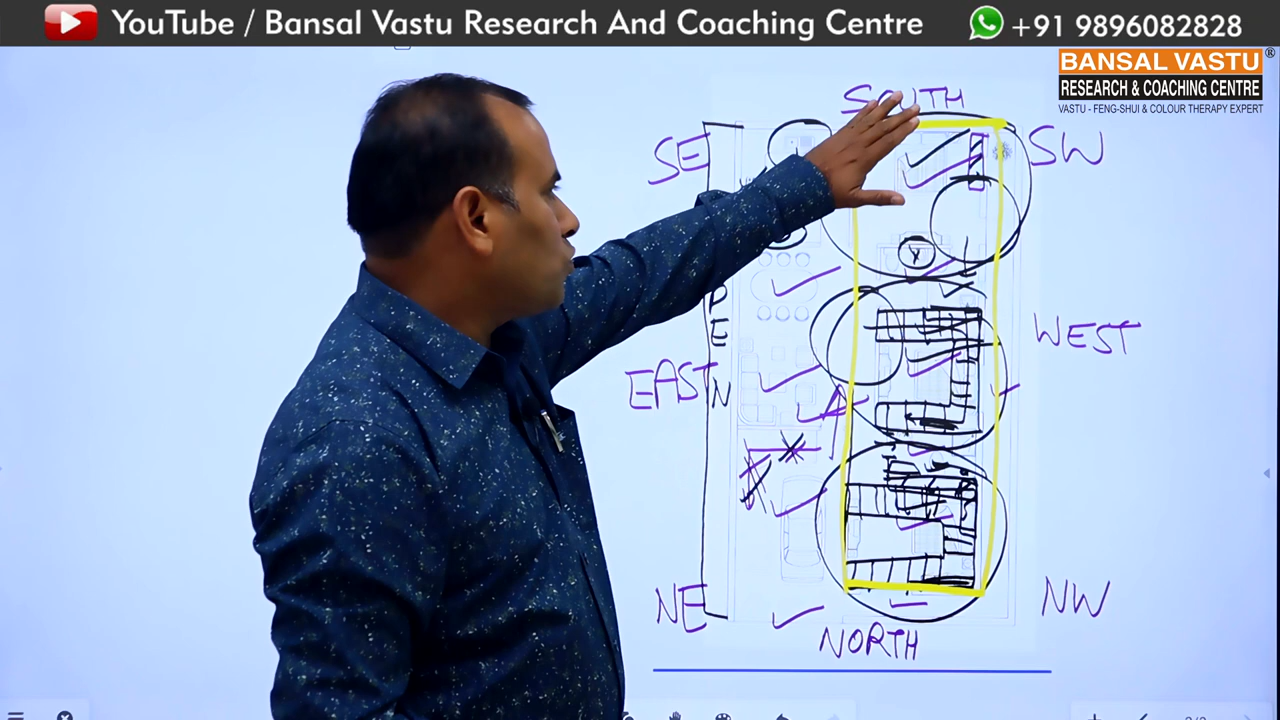 YouTube / Bansal Vastu Research And Coaching Centre
+91 9896082828
BANSAL VASTU ®
RESEARCH & COACHING CENTRE
VASTU - FENG-SHUI & COLOUR THERAPY EXPERT
SOUTH
SE
SW
PEN
EAST
WEST
NE
NW
NORTH